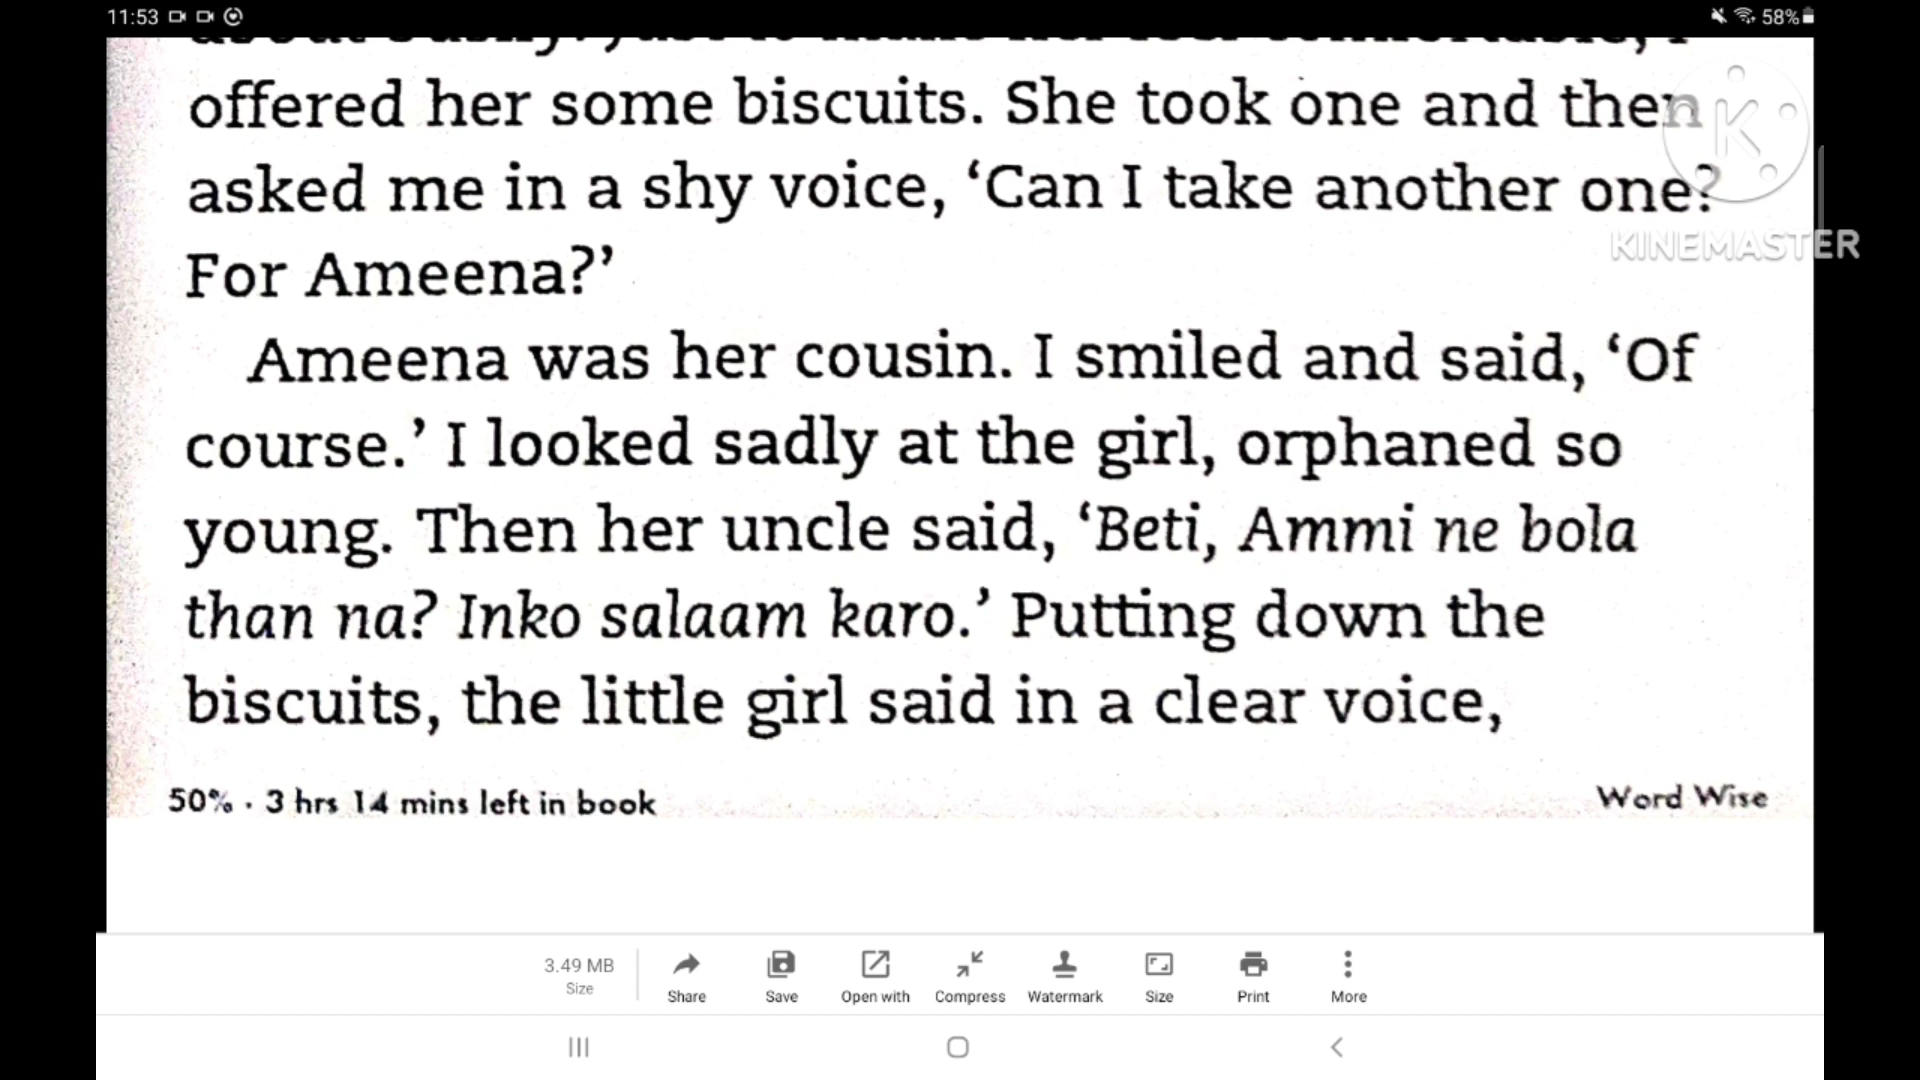 11:53 58%
offered her some biscuits. She took one and then
asked me in a shy voice, ‘Can I take another one?
For Ameena?’
Ameena was her cousin. I smiled and said, ‘Of
course.’ I looked sadly at the girl, orphaned so
young. Then her uncle said, ‘Beti, Ammi ne bola
than na? Inko salaam karo.’ Putting down the
biscuits, the little girl said in a clear voice,
50% · 3 hrs 14 mins left in book Word Wise
KINEMASTER
3.49 MB
Size
Share Save Open with Compress Watermark Size Print More